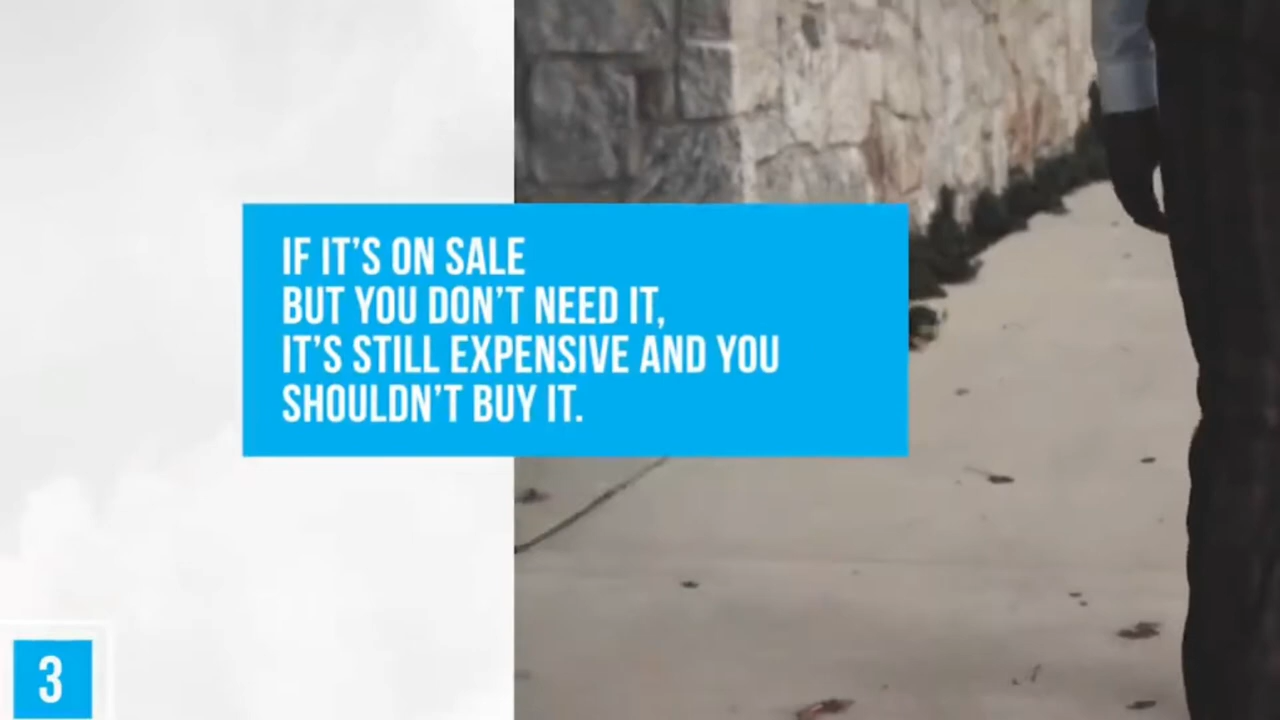 IF IT'S ON SALE
BUT YOU DON'T NEED IT,
IT'S STILL EXPENSIVE AND YOU
SHOULDN'T BUY IT.
3